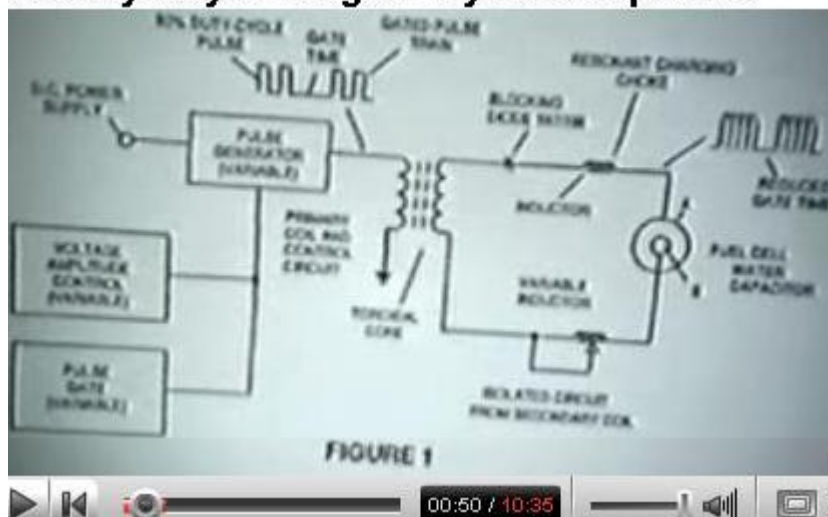 50% DUTY-CYCLE
PULSE
GATE
TIME
GATED-PULSE
TRAIN
D.C. POWER
SUPPLY
PULSE
GENERATOR
(VARIABLE)
RESONANT CHARGING
CHOKE
BLOCKING
DIODE
INDUCTOR
REDUCED
GATE TIME
A
B
PRIMARY
COIL
CONTROL
CIRCUIT
VOLTAGE
AMPLITUDE
CONTROL
(VARIABLE)
FUEL CELL
WATER
CAPACITOR
VARIABLE
INDUCTOR
TOROIDAL
CORE
PULSE
GATE
(VARIABLE)
ISOLATED CIRCUIT
FROM SECONDARY COIL
FIGURE 1
00:50 / 10:35